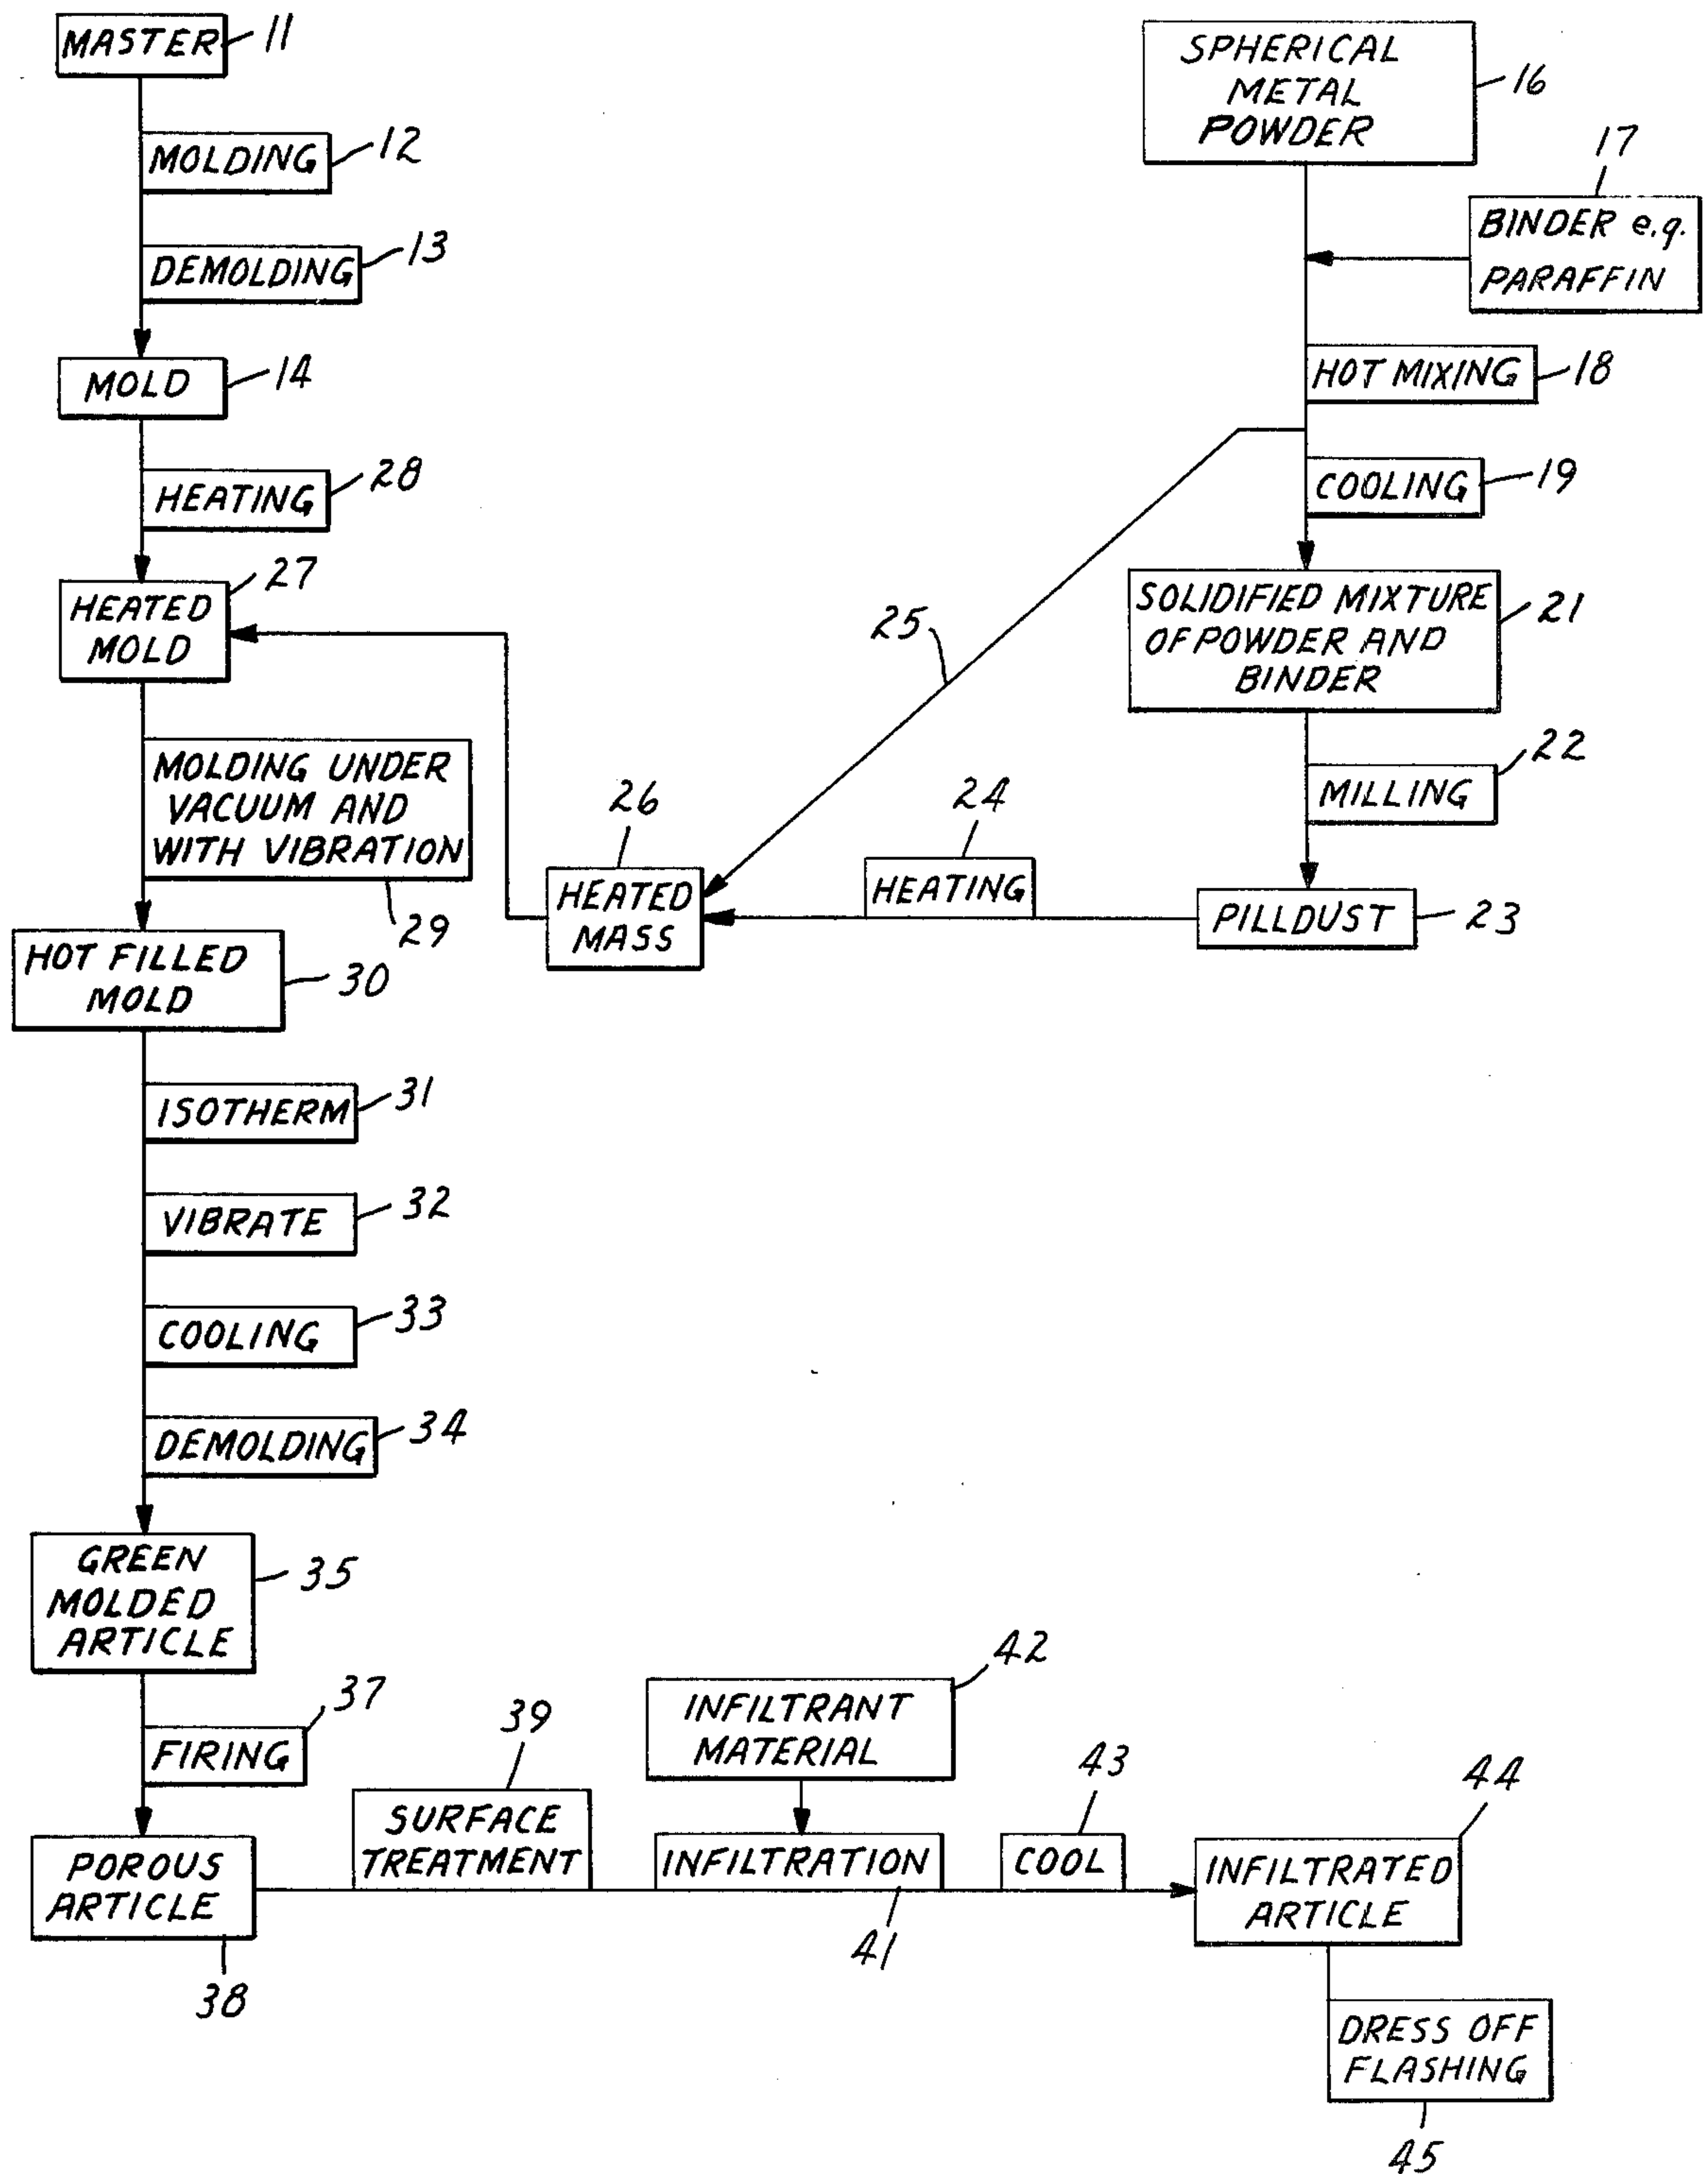 MASTER
11
MOLDING
12
DEMOLDING
13
MOLD
14
HEATING
28
HEATED
MOLD
27
MOLDING UNDER
VACUUM AND
WITH VIBRATION
29
HOT FILLED
MOLD
30
ISOTHERM
31
VIBRATE
32
COOLING
33
DEMOLDING
34
GREEN
MOLDED
ARTICLE
35
FIRING
37
POROUS
ARTICLE
38
SPHERICAL
METAL
POWDER
16
17
BINDER e.g.
PARAFFIN
HOT MIXING
18
COOLING
19
SOLIDIFIED MIXTURE
OF POWDER AND
BINDER
21
MILLING
22
PILLDUST
23
24
HEATING
25
26
HEATED
MASS
39
SURFACE
TREATMENT
42
INFILTRANT
MATERIAL
INFILTRATION
41
43
COOL
44
INFILTRATED
ARTICLE
DRESS OFF
FLASHING
45